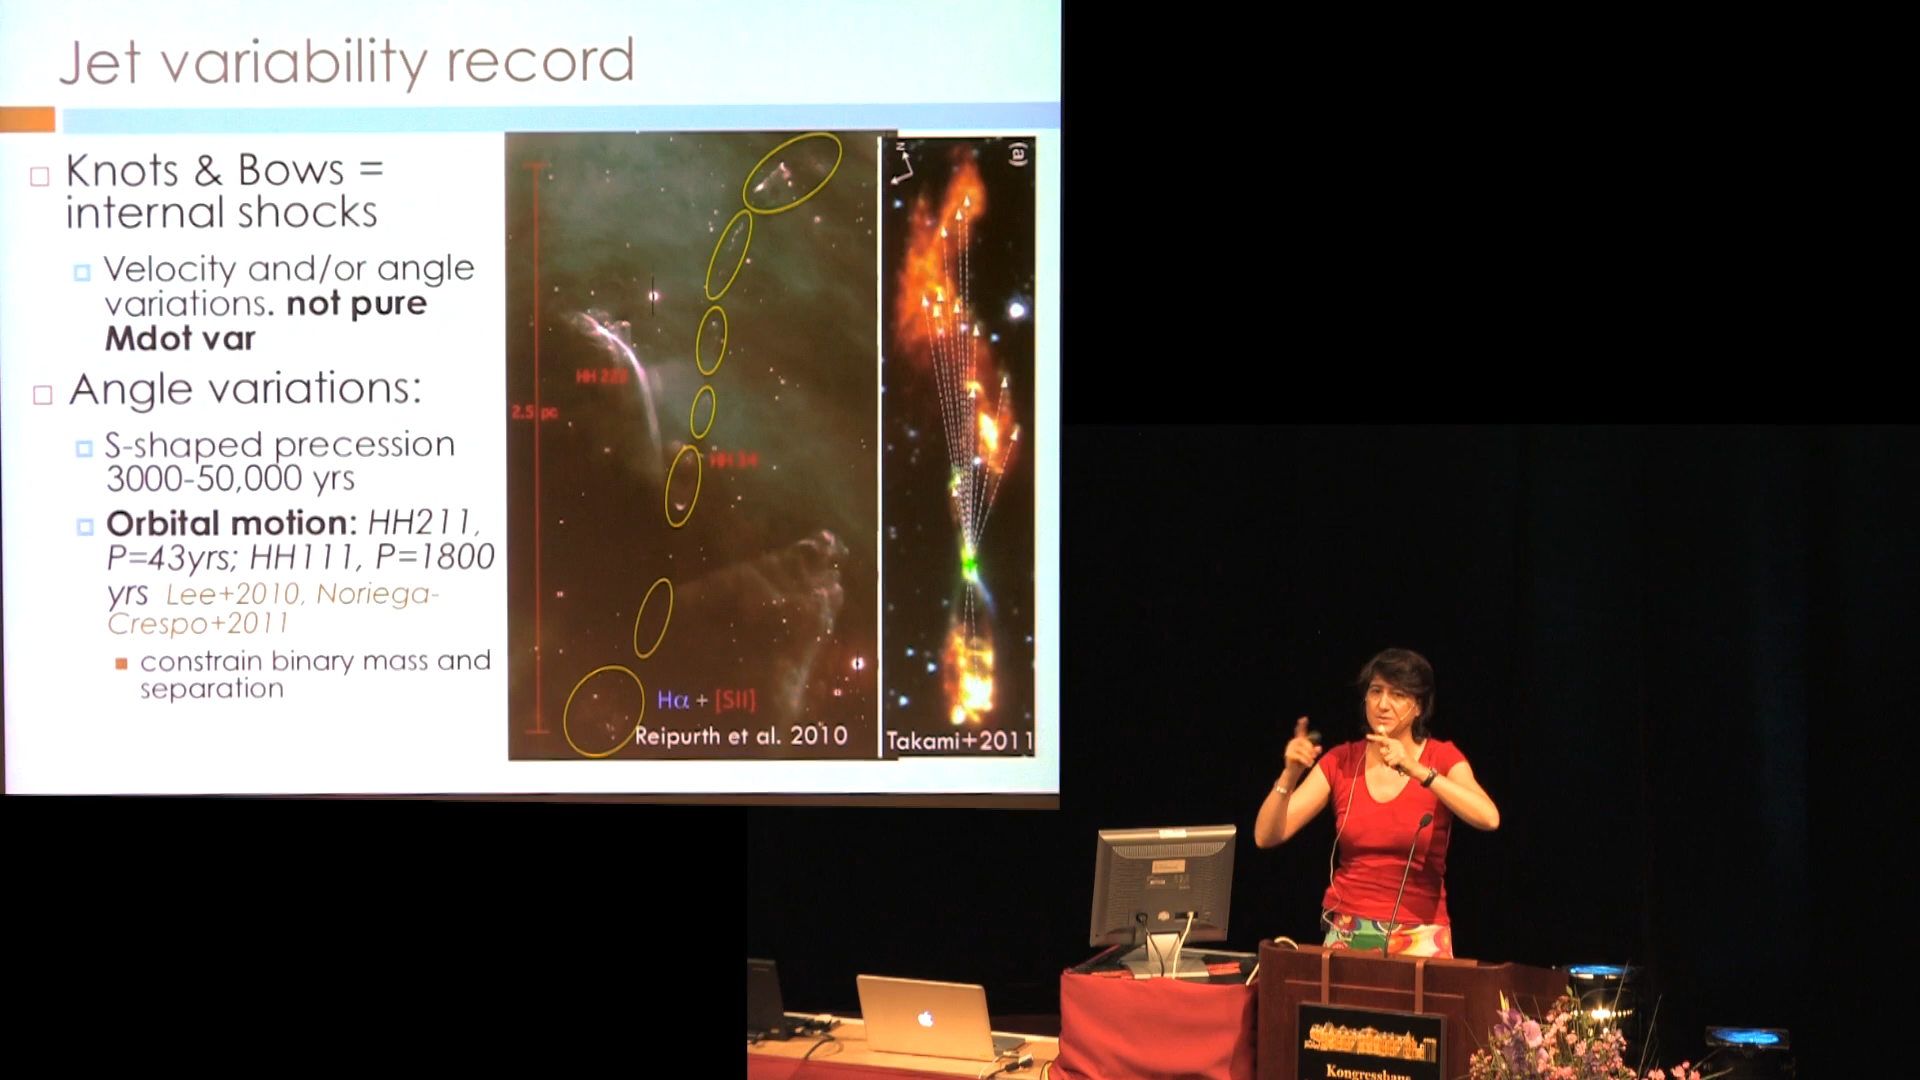 Jet variability record
Knots & Bows =
internal shocks
Velocity and/or angle
variations. not pure
Mdot var
Angle variations:
S-shaped precession
3000-50,000 yrs
Orbital motion: HH211,
P=43yrs; HH111, P=1800
yrs Lee+2010, Noriega-
Crespo+2011
constrain binary mass and
separation
HH 222
2.5 pc
HH 34
Hα + [SII]
Reipurth et al. 2010
N
(a)
Takami+2011
Kongresshaus